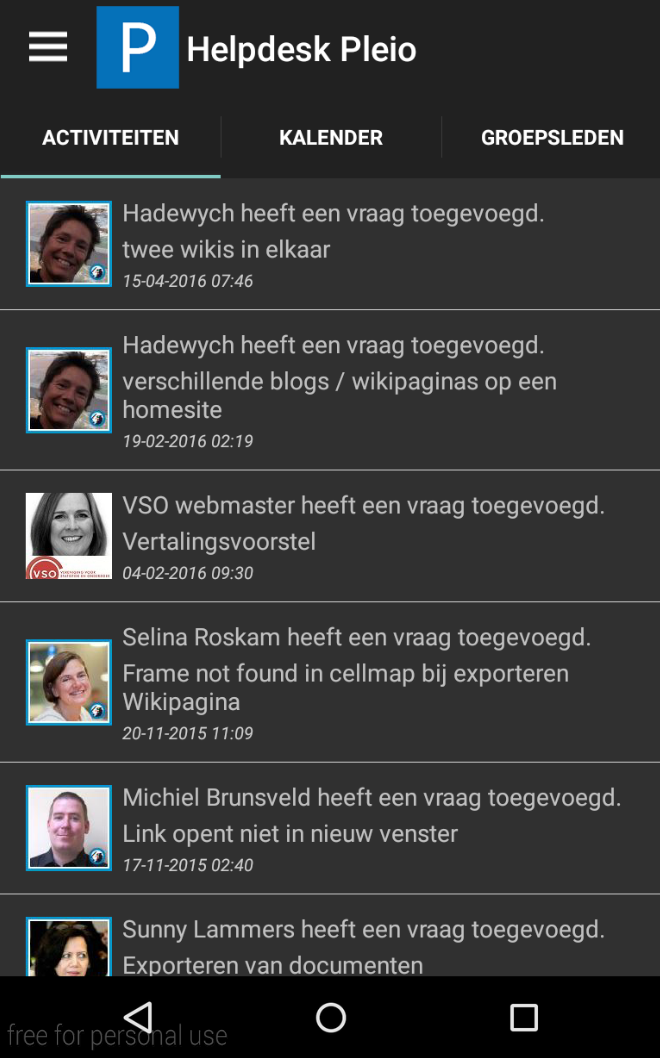 P Helpdesk Pleio
ACTIVITEITEN KALENDER GROEPSLEDEN
Hadewych heeft een vraag toegevoegd.
twee wikis in elkaar
15-04-2016 07:46
Hadewych heeft een vraag toegevoegd.
verschillende blogs / wikipaginas op een
homesite
19-02-2016 02:19
VSO webmaster heeft een vraag toegevoegd.
Vertalingsvoorstel
04-02-2016 09:30
VSO
Selina Roskam heeft een vraag toegevoegd.
Frame not found in cellmap bij exporteren
Wikipagina
20-11-2015 11:09
Michiel Brunsveld heeft een vraag toegevoegd.
Link opent niet in nieuw venster
17-11-2015 02:40
Sunny Lammers heeft een vraag toegevoegd.
Exporteren van documenten
free for personal use